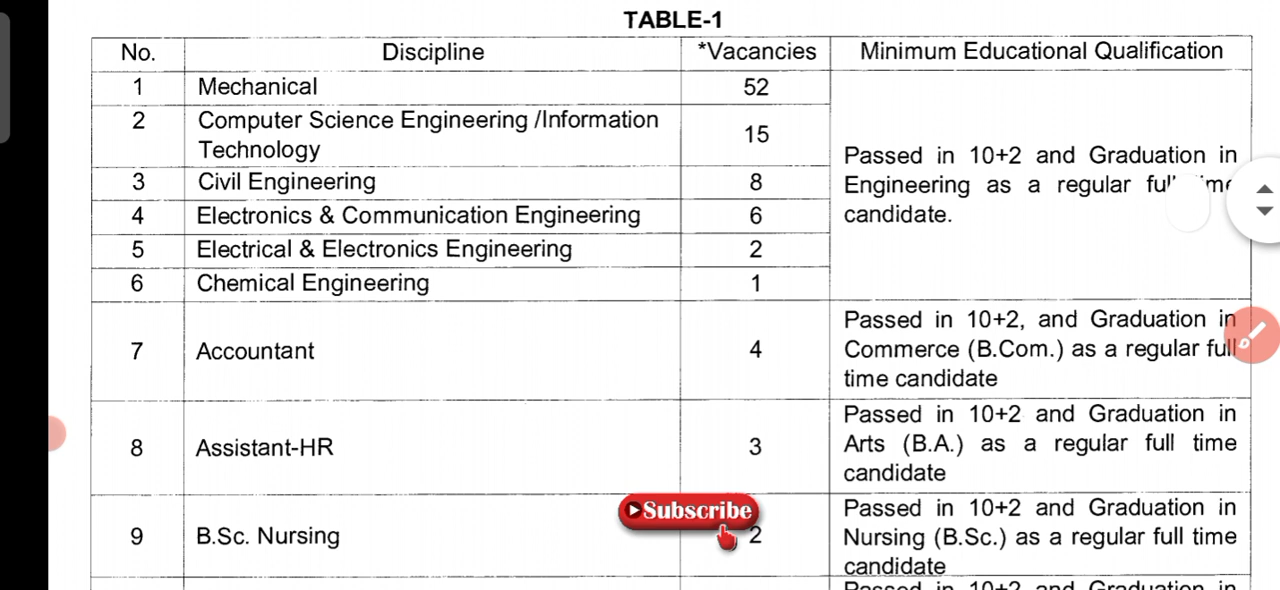 TABLE-1
No. Discipline *Vacancies Minimum Educational Qualification
1 Mechanical 52
2 Computer Science Engineering /Information
Technology
15
3 Civil Engineering 8
4 Electronics & Communication Engineering 6
5 Electrical & Electronics Engineering 2
6 Chemical Engineering 1
Passed in 10+2 and Graduation in
Engineering as a regular
candidate.
7 Accountant 4
Passed in 10+2, and Graduation in
Commerce (B.Com.) as a regular full
time candidate
8 Assistant-HR 3
Passed in 10+2 and Graduation in
Arts (B.A.) as a regular full time
candidate
9 B.Sc. Nursing 2
Subscribe
Passed in 10+2 and Graduation in
Nursing (B.Sc.) as a regular full time
candidate